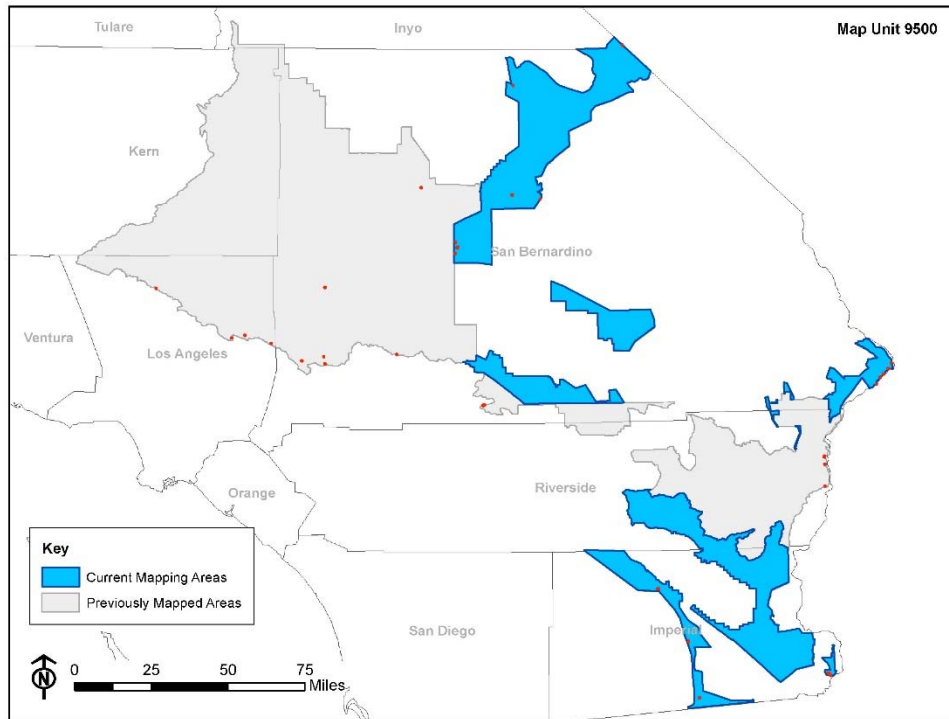 Tulare
Inyo
Map Unit 9500
Kern
San Bernardino
Ventura
Los Angeles
Orange
Riverside
Key
Current Mapping Areas
Previously Mapped Areas
San Diego
Imperial
N
0 25 50 75
Miles